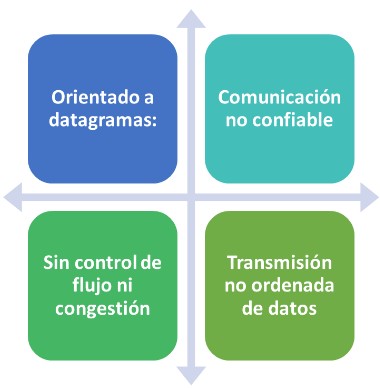 Orientado a
datagramas:
Comunicación
no confiable
Sin control de
flujo ni
congestión
Transmisión
no ordenada
de datos